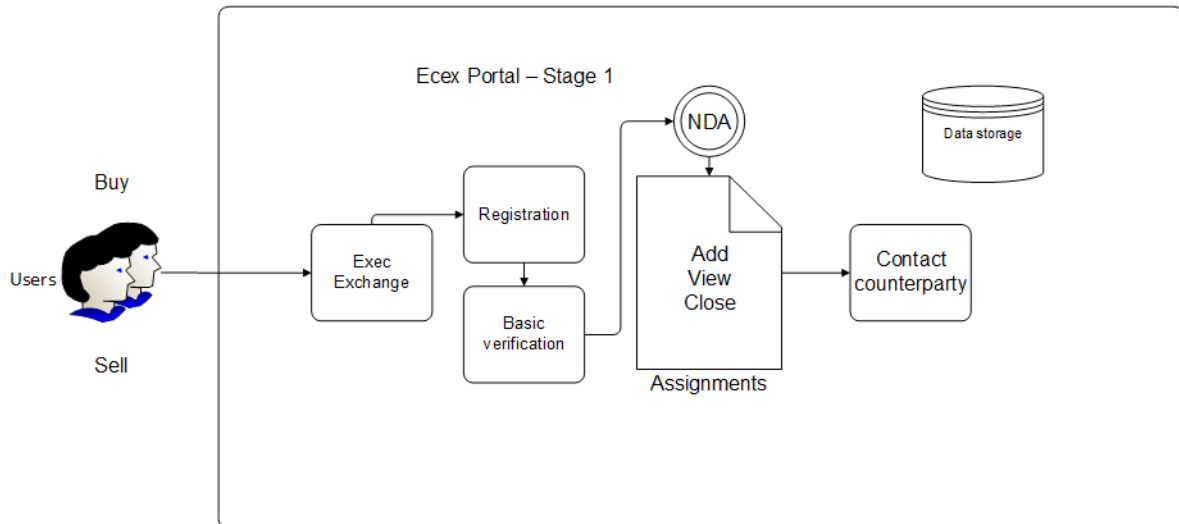 Ecex Portal – Stage 1
NDA
Data storage
Buy
Registration
Users
Exec
Exchange
Add
View
Close
Contact
counterparty
Basic
verification
Sell
Assignments